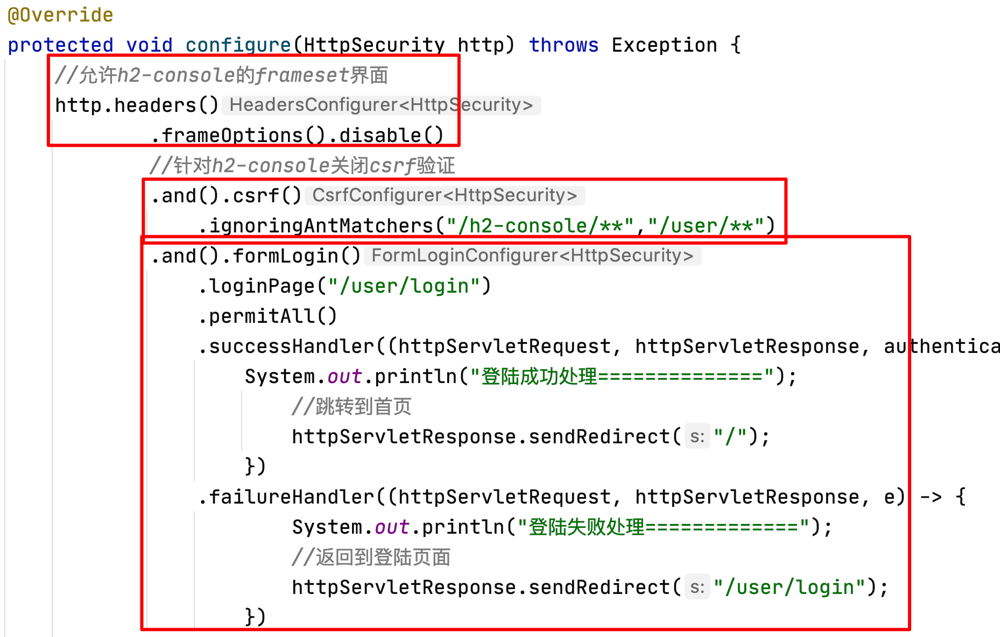 @Override
protected void configure(HttpSecurity http) throws Exception {
//允许h2-console的frameset界面
http.headers() HeadersConfigurer<HttpSecurity>
.frameOptions().disable()
//针对h2-console关闭csrf验证
.and().csrf() CsrfConfigurer<HttpSecurity>
.ignoringAntMatchers("/h2-console/**","/user/**")
.and().formLogin() FormLoginConfigurer<HttpSecurity>
.loginPage("/user/login")
.permitAll()
.successHandler((httpServletRequest, httpServletResponse, authentica
System.out.println("登陆成功处理==============");
//跳转到首页
httpServletResponse.sendRedirect( s: "/");
})
.failureHandler((httpServletRequest, httpServletResponse, e) -> {
System.out.println("登陆失败处理=============");
//返回到登陆页面
httpServletResponse.sendRedirect( s: "/user/login");
})